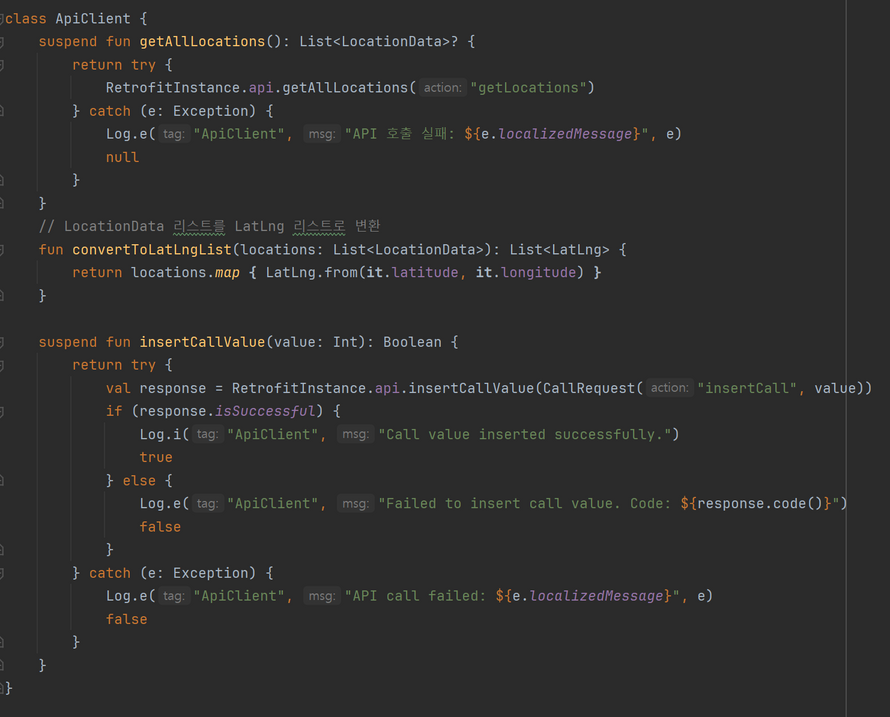 class ApiClient {
    suspend fun getAllLocations(): List<LocationData>? {
        return try {
            RetrofitInstance.api.getAllLocations( action: "getLocations")
        } catch (e: Exception) {
            Log.e( tag: "ApiClient", msg: "API 호출 실패: ${e.localizedMessage}", e)
            null
        }
    }
    // LocationData 리스트를 LatLng 리스트로 변환
    fun convertToLatLngList(locations: List<LocationData>): List<LatLng> {
        return locations.map { LatLng.from(it.latitude, it.longitude) }
    }

    suspend fun insertCallValue(value: Int): Boolean {
        return try {
            val response = RetrofitInstance.api.insertCallValue(CallRequest( action: "insertCall", value))
            if (response.isSuccessful) {
                Log.i( tag: "ApiClient", msg: "Call value inserted successfully.")
                true
            } else {
                Log.e( tag: "ApiClient", msg: "Failed to insert call value. Code: ${response.code()}")
                false
            }
        } catch (e: Exception) {
            Log.e( tag: "ApiClient", msg: "API call failed: ${e.localizedMessage}", e)
            false
        }
    }
}